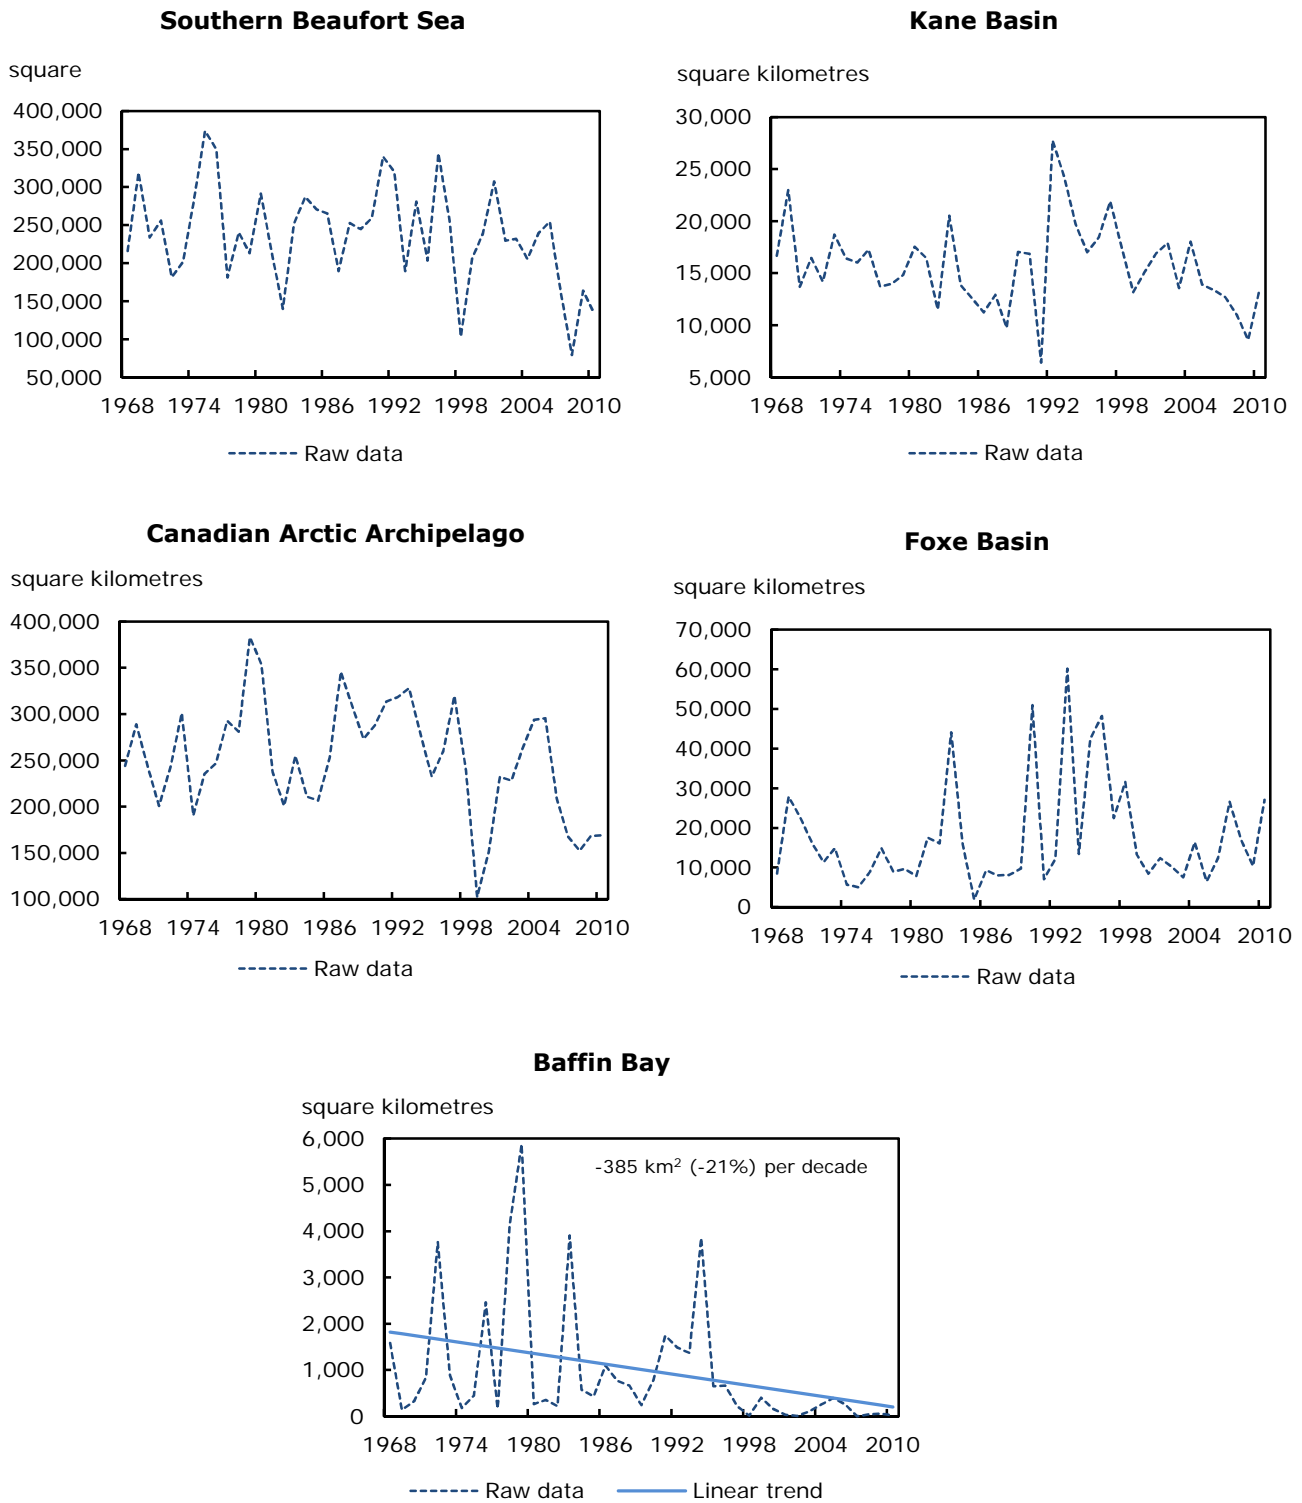 Southern Beaufort Sea
square
400,000
350,000
300,000
250,000
200,000
150,000
100,000
50,000
1968 1974 1980 1986 1992 1998 2004 2010
Raw data
Kane Basin
square kilometres
30,000
25,000
20,000
15,000
10,000
5,000
1968 1974 1980 1986 1992 1998 2004 2010
Raw data
Canadian Arctic Archipelago
square kilometres
400,000
350,000
300,000
250,000
200,000
150,000
100,000
1968 1974 1980 1986 1992 1998 2004 2010
Raw data
Foxe Basin
square kilometres
70,000
60,000
50,000
40,000
30,000
20,000
10,000
0
1968 1974 1980 1986 1992 1998 2004 2010
Raw data
Baffin Bay
square kilometres
6,000
-385 km² (-21%) per decade
5,000
4,000
3,000
2,000
1,000
0
1968 1974 1980 1986 1992 1998 2004 2010
Raw data Linear trend